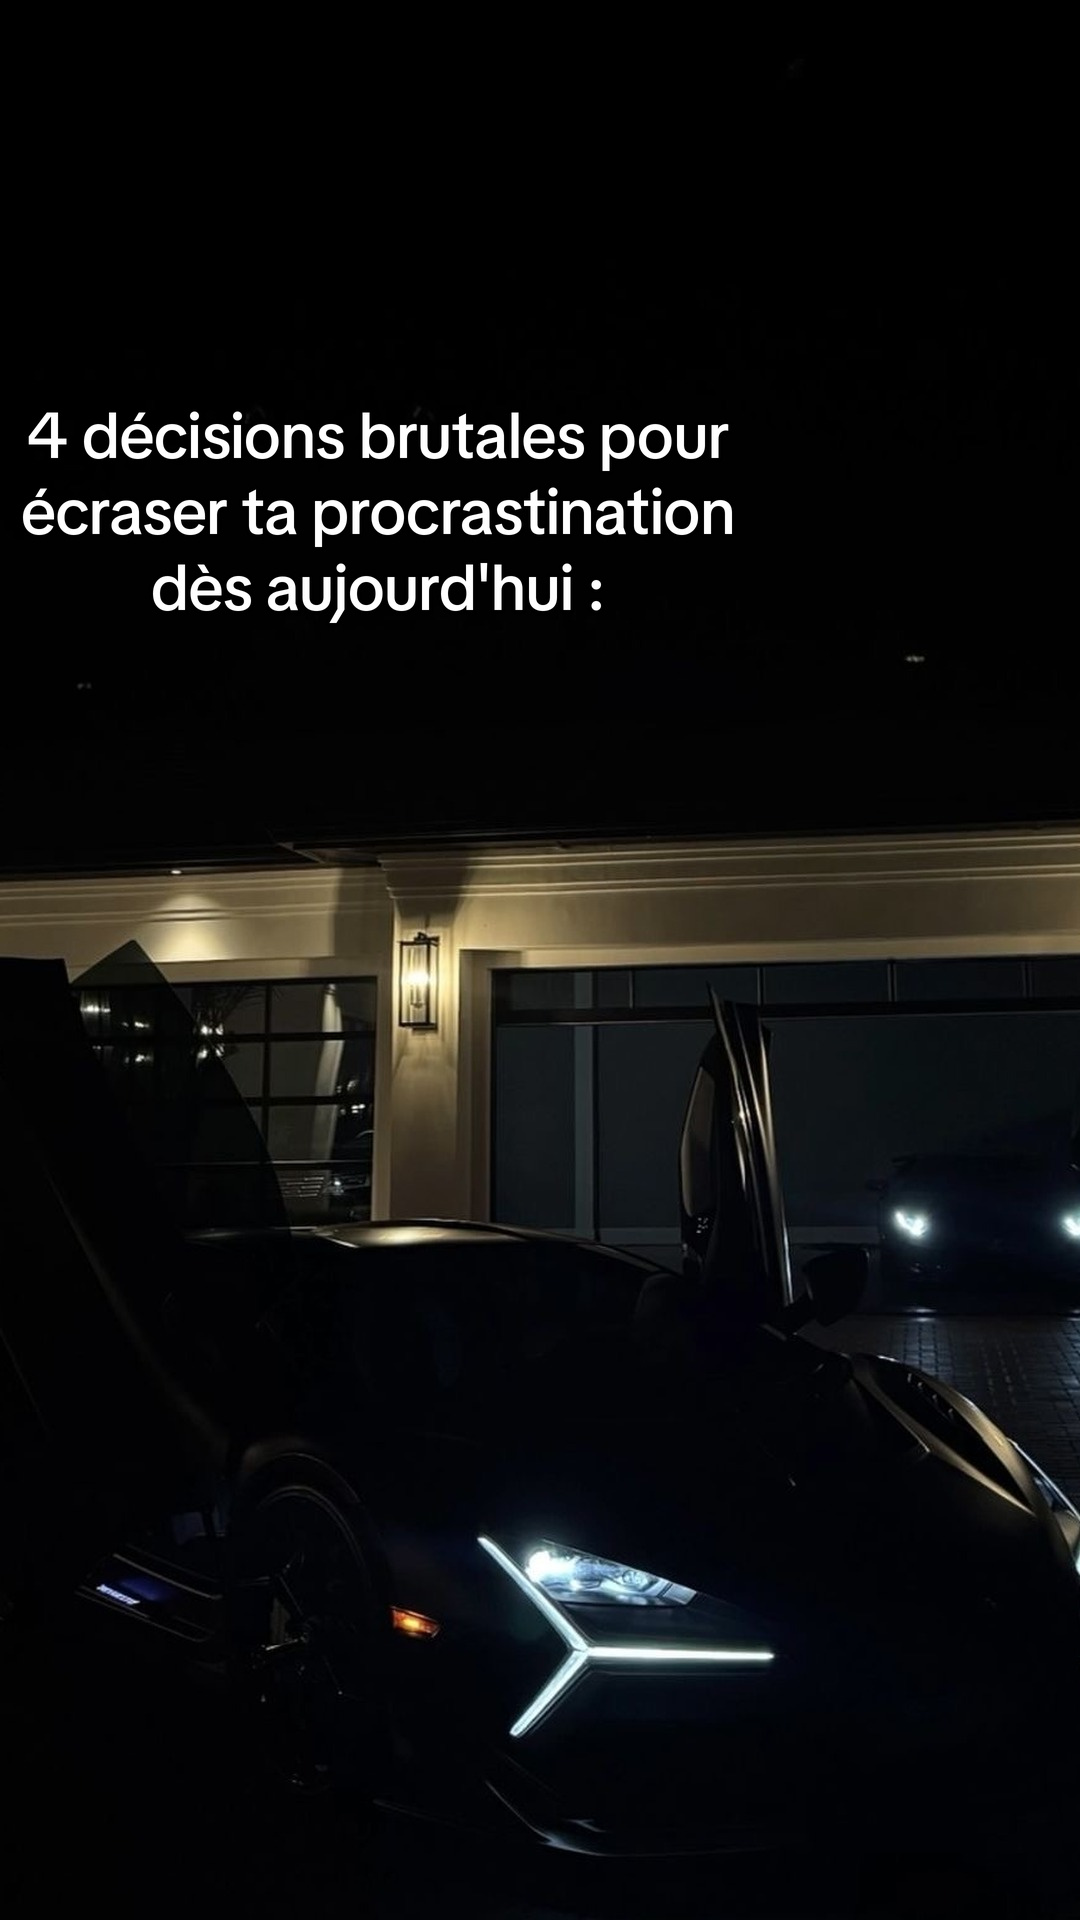 4 décisions brutales pour
écraser ta procrastination
dès aujourd'hui :